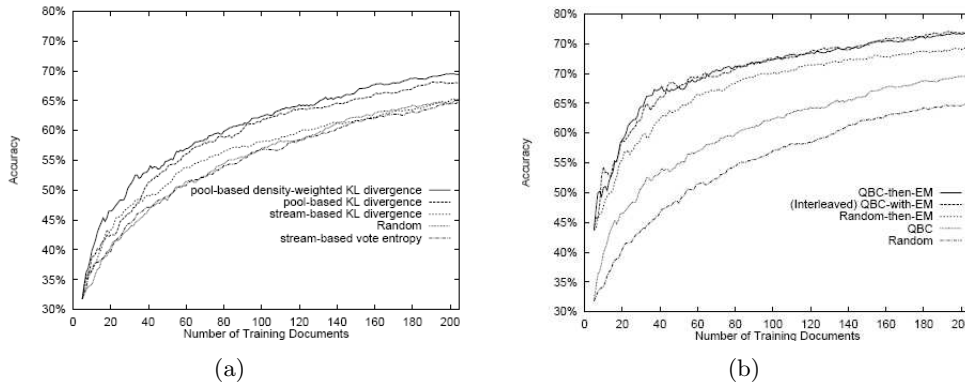 80%
75%
70%
65%
60%
55%
50%
45%
40%
35%
30%
Accuracy
pool-based density-weighted KL divergence
pool-based KL divergence
stream-based KL divergence
Random
stream-based vote entropy
0 20 40 60 80 100 120 140 160 180 200
Number of Training Documents
(a)
80%
75%
70%
65%
60%
55%
50%
45%
40%
35%
30%
Accuracy
QBC-then-EM
(Interleaved) QBC-with-EM
Random-then-EM
QBC
Random
0 20 40 60 80 100 120 140 160 180 200
Number of Training Documents
(b)